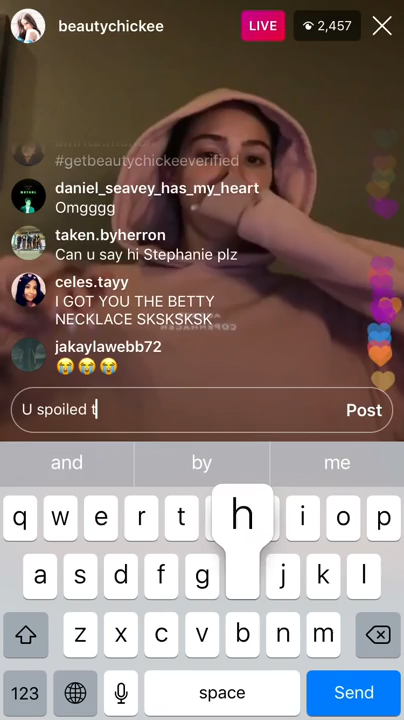 beautychickee
LIVE
2,457
#getbeautychickeeverified
daniel_seavey_has_my_heart
Omgggg
taken.byherron
Can u say hi Stephanie plz
celes.tayy
I GOT YOU THE BETTY
NECKLACE SKSKSKSK
jakaylawebb72
😭😭😭
U spoiled t
Post
and by me
q w e r t h i o p
a s d f g j k l
z x c v b n m
123 space Send